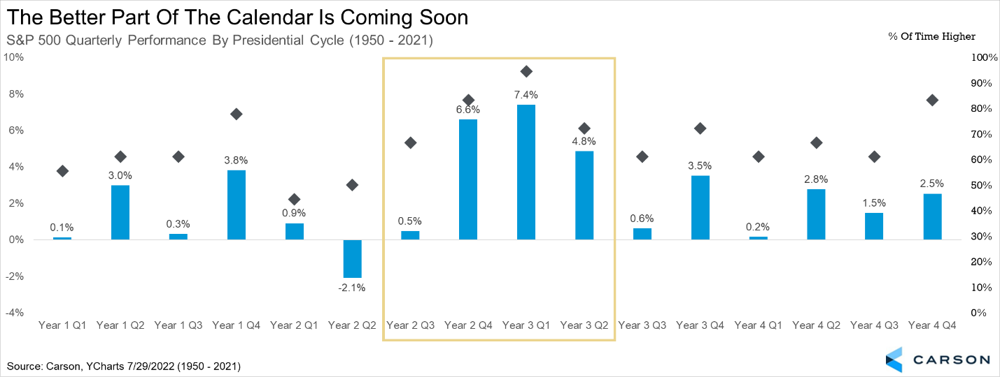 The Better Part Of The Calendar Is Coming Soon
S&P 500 Quarterly Performance By Presidential Cycle (1950 - 2021)
% Of Time Higher
10%
8%
6%
4%
2%
0%
-2%
-4%
0.1%
3.0%
0.3%
3.8%
0.9%
-2.1%
0.5%
6.6%
7.4%
4.8%
0.6%
3.5%
0.2%
2.8%
1.5%
2.5%
100%
90%
80%
70%
60%
50%
40%
30%
20%
10%
0%
Year 1 Q1
Year 1 Q2
Year 1 Q3
Year 1 Q4
Year 2 Q1
Year 2 Q2
Year 2 Q3
Year 2 Q4
Year 3 Q1
Year 3 Q2
Year 3 Q3
Year 3 Q4
Year 4 Q1
Year 4 Q2
Year 4 Q3
Year 4 Q4
Source: Carson, YCharts 7/29/2022 (1950 - 2021)
CARSON